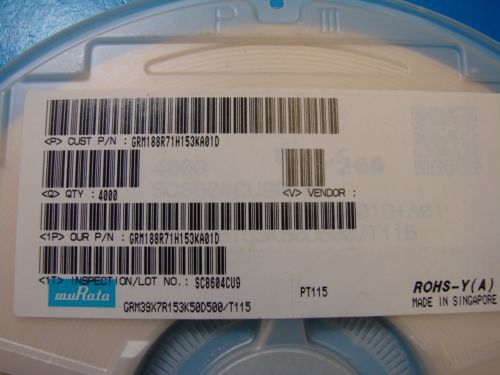 <P> CUST P/N : GRM188R71H153KA01D
<Q> QTY : 4000
<V> VENDOR :
<1P> OUR P/N : GRM188R71H153KA01D
<1T> INSPECTION/LOT NO.: SC8604CU9
muRata
PT115
ROHS-Y(A)
MADE IN SINGAPORE
GRM39X7R153K50D500/T115